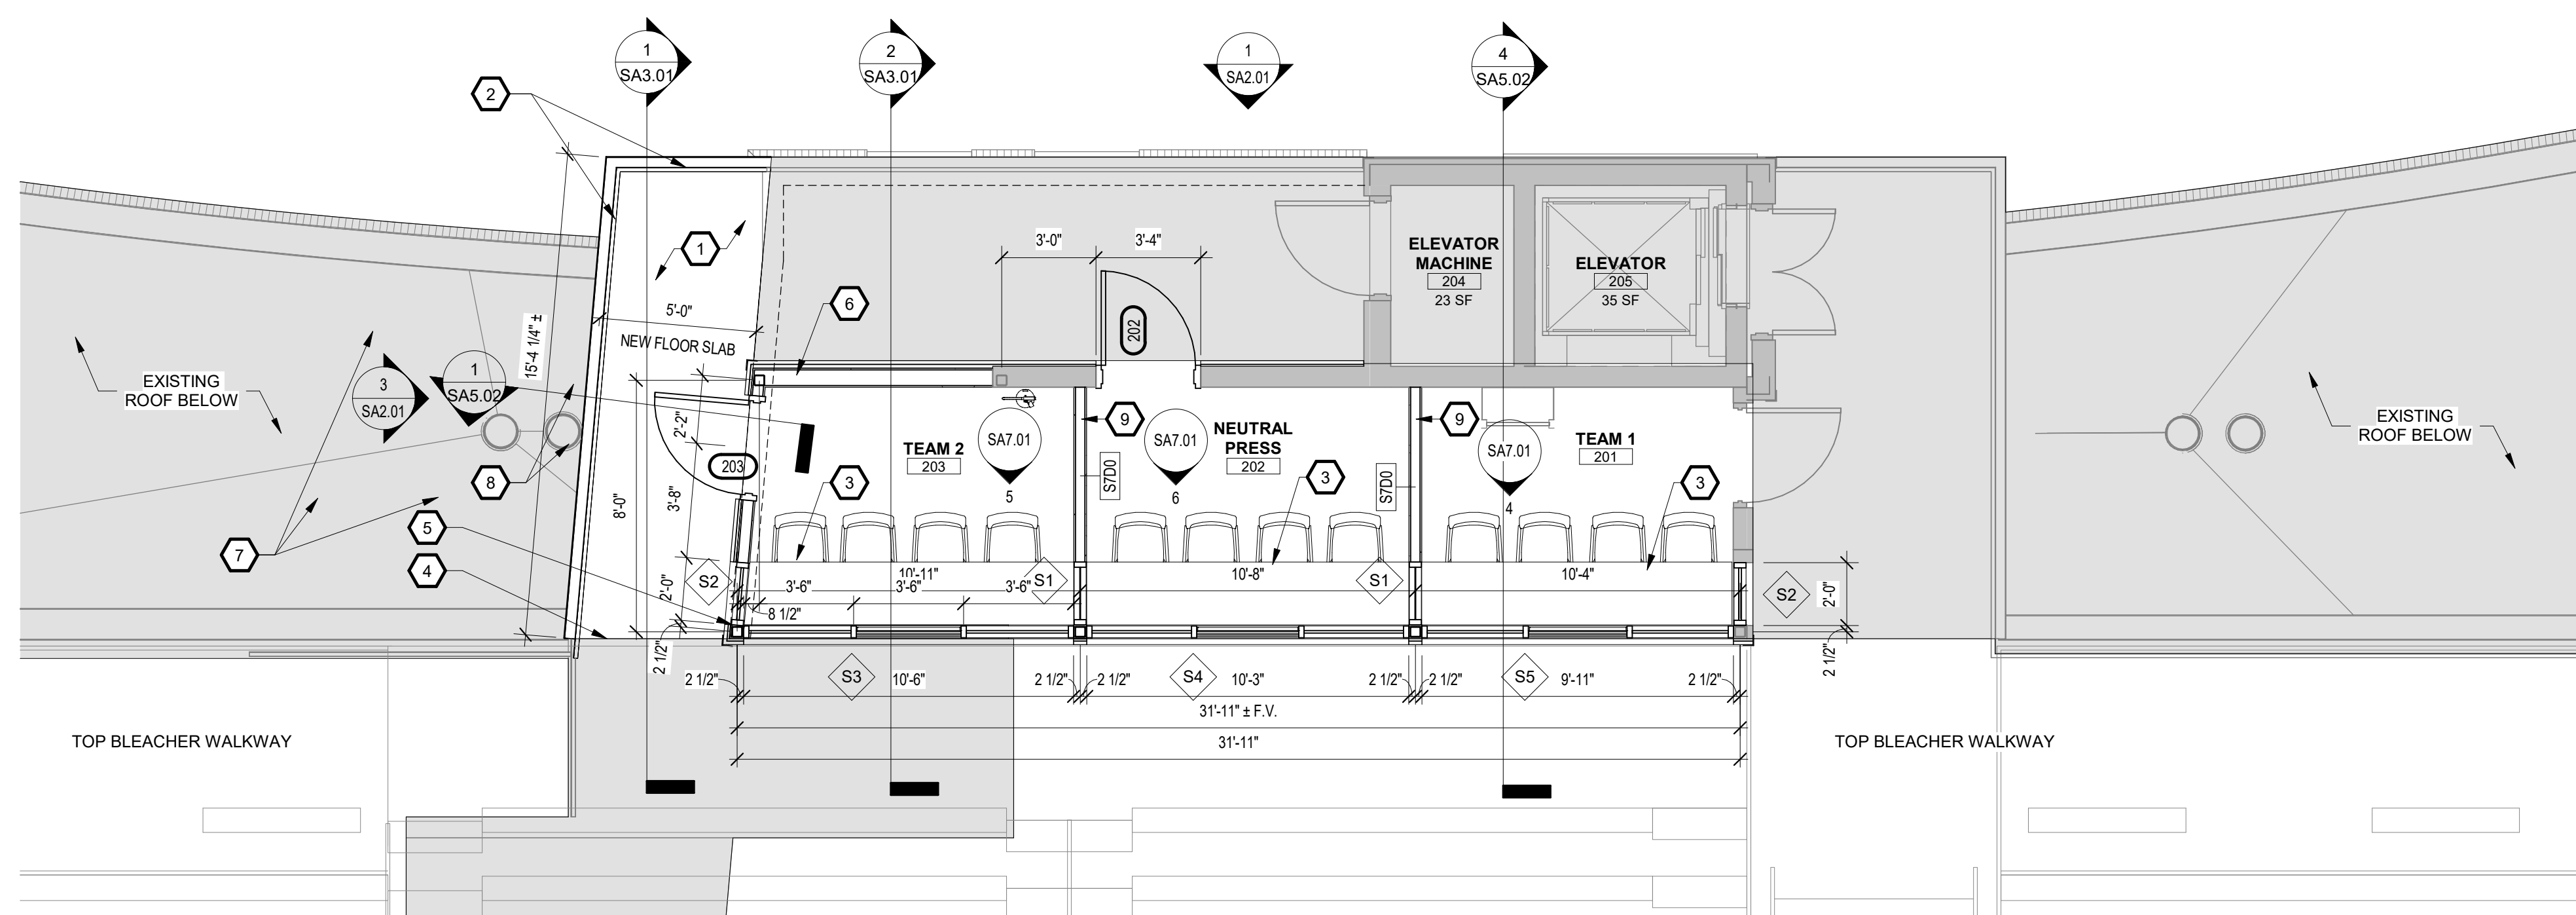 1
SA3.01
2
SA3.01
1
SA2.01
4
SA5.02
2
1
3'-0"
3'-4"
ELEVATOR
MACHINE
204
23 SF
ELEVATOR
205
35 SF
6
5'-0"
202
15'-4 1/4" ±
NEW FLOOR SLAB
EXISTING
ROOF BELOW
3
SA2.01
1
SA5.02
EXISTING
ROOF BELOW
2'-2"
9
9
TEAM 2
203
SA7.01
5
SA7.01
6
NEUTRAL
PRESS
202
SA7.01
4
TEAM 1
201
203
8
3
S7D0
3
S7D0
3
8'-0"
3'-8"
5
7
4
S2
2'-0"
10'-11"
S1
10'-8"
S1
10'-4"
S2
2'-0"
3'-6"
3'-6"
3'-6"
8 1/2"
2 1/2"
2 1/2"
2 1/2"
S3
10'-6"
2 1/2"
2 1/2"
S4
10'-3"
2 1/2"
2 1/2"
S5
9'-11"
2 1/2"
31'-11" ± F.V.
31'-11"
TOP BLEACHER WALKWAY
TOP BLEACHER WALKWAY